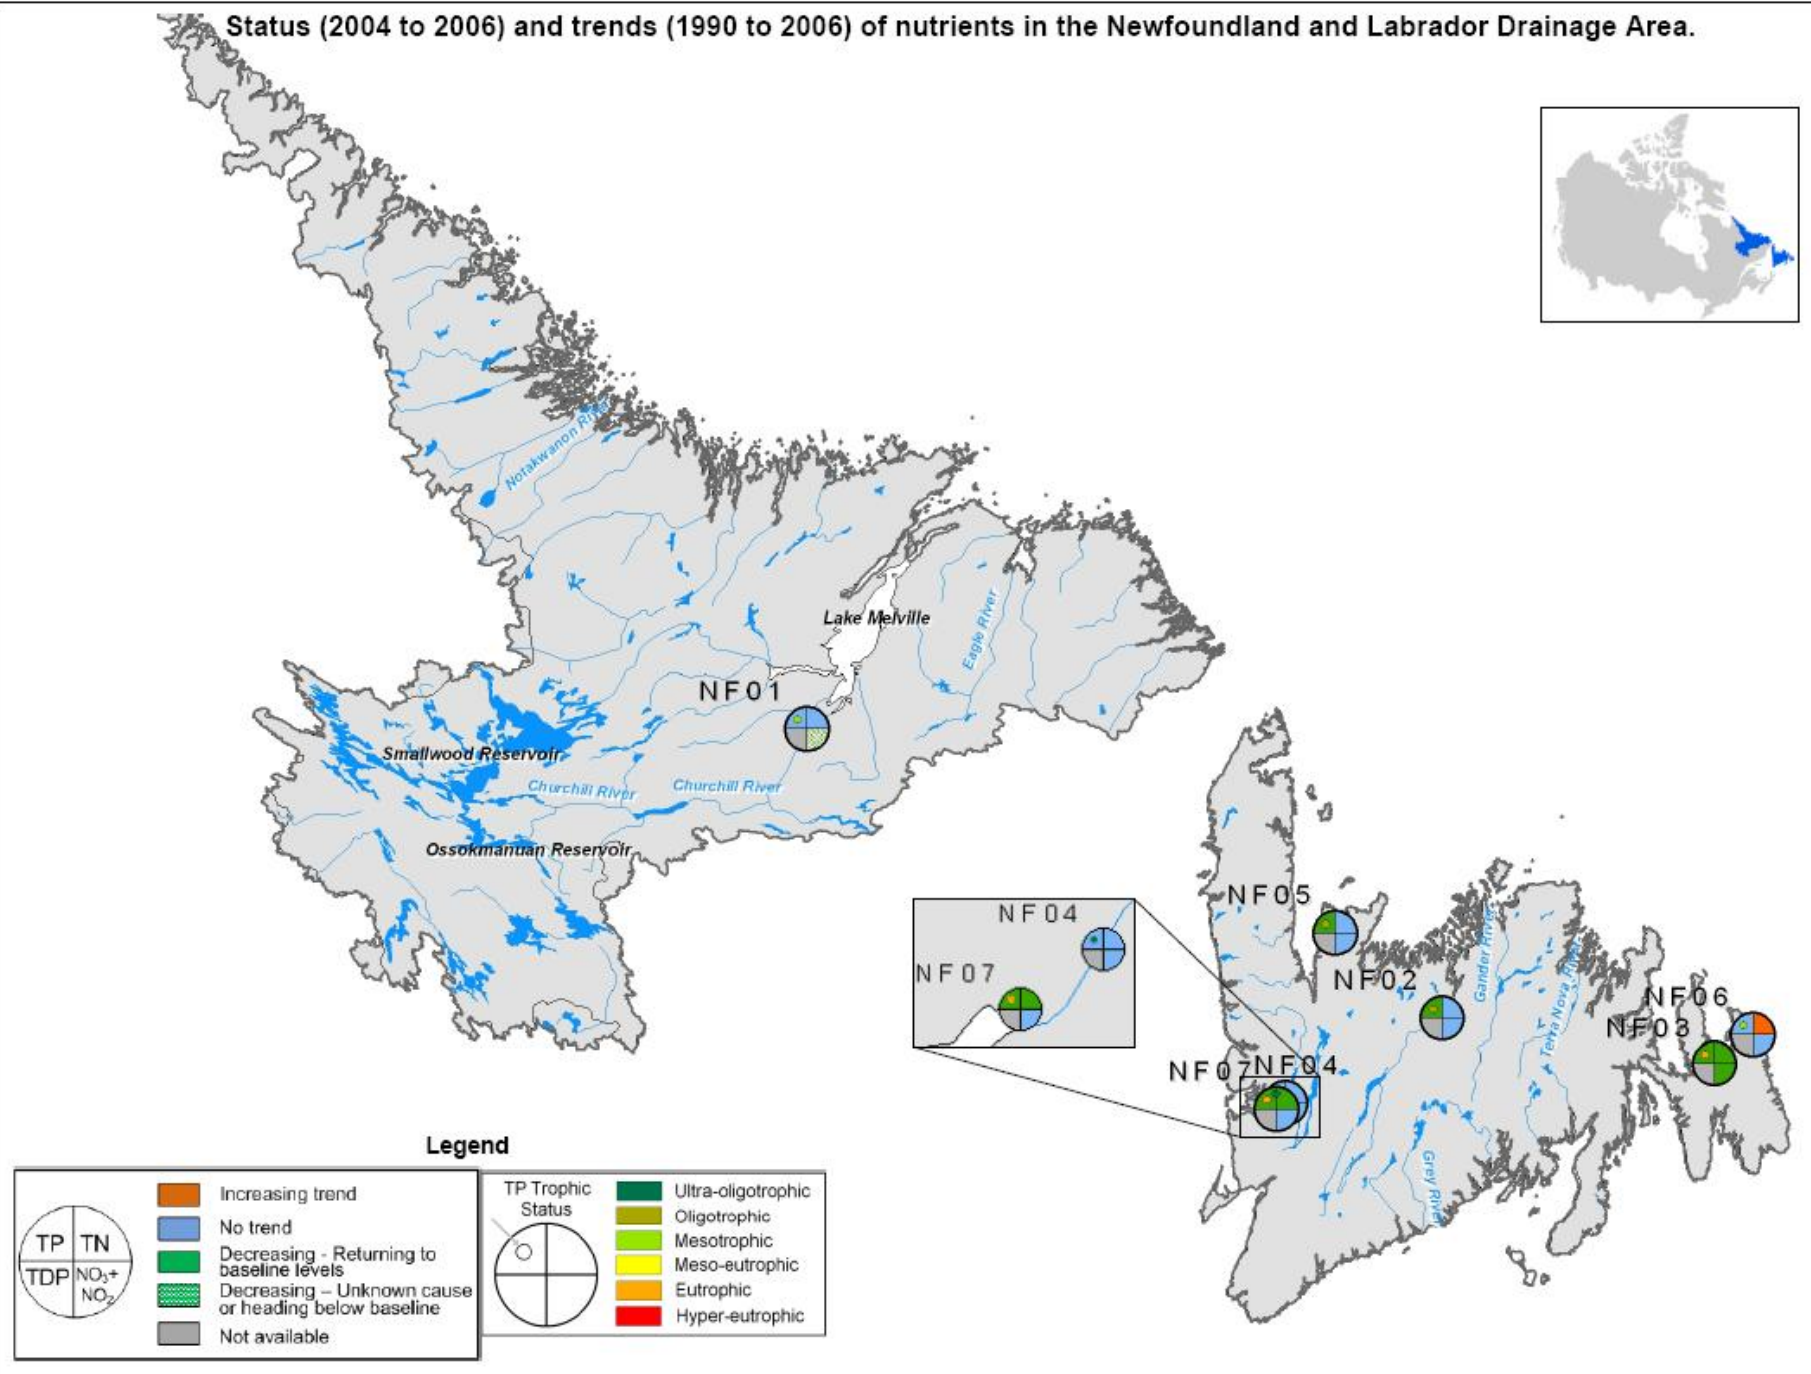 Status (2004 to 2006) and trends (1990 to 2006) of nutrients in the Newfoundland and Labrador Drainage Area.
Notakwanon River
Lake Melville
Eagle River
NF01
Smallwood Reservoir
Churchill River
Churchill River
Ossokmanuan Reservoir
NF04
NF07
NF05
NF02
Gander River
Terra Nova River
NF06
NF03
NF07
NF04
Grey River
Legend
TP
TN
TDP
NO3+
NO2
Increasing trend
No trend
Decreasing - Returning to
baseline levels
Decreasing – Unknown cause
or heading below baseline
Not available
TP Trophic
Status
Ultra-oligotrophic
Oligotrophic
Mesotrophic
Meso-eutrophic
Eutrophic
Hyper-eutrophic